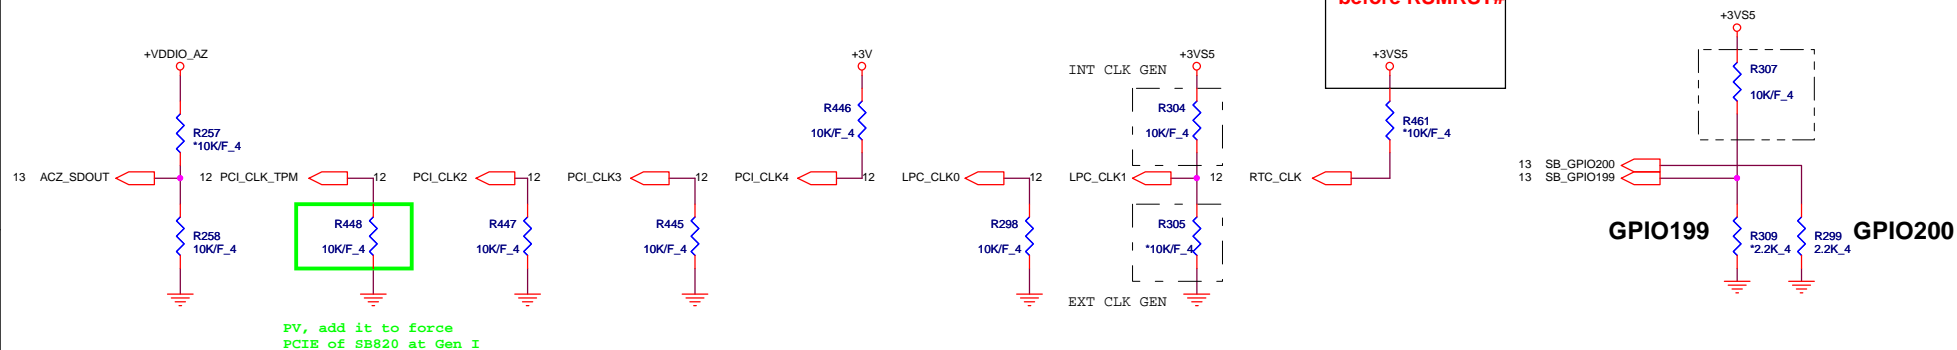 before RSMRST#
+VDDIO_AZ
R257
*10K/F_4
13 ACZ_SDOUT
R258
10K/F_4
12 PCI_CLK_TPM
R448
10K/F_4
PV, add it to force
PCIE of SB820 at Gen I
12
PCI_CLK2
R447
10K/F_4
12
PCI_CLK3
R445
10K/F_4
12
+3V
R446
10K/F_4
PCI_CLK4
12
LPC_CLK0
R298
10K/F_4
12
INT CLK GEN
+3VS5
R304
10K/F_4
LPC_CLK1
12
R305
*10K/F_4
EXT CLK GEN
+3VS5
R461
*10K/F_4
RTC_CLK
+3VS5
R307
10K/F_4
13 SB_GPIO200
13 SB_GPIO199
GPIO199
R309
*2.2K_4
R299
2.2K_4
GPIO200